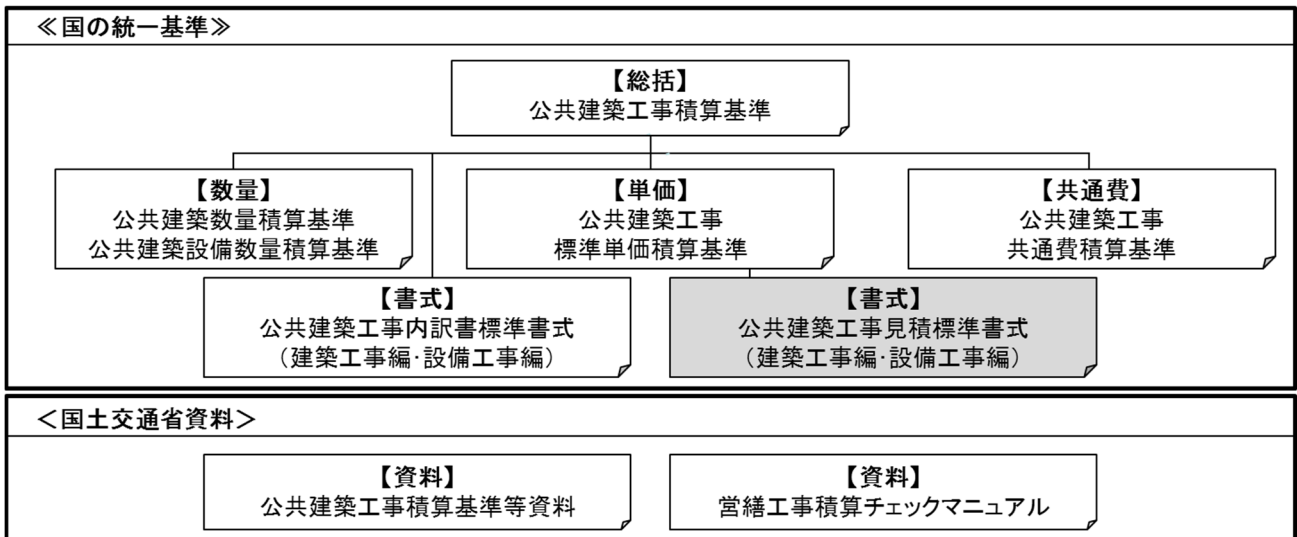 ≪国の統一基準≫
【総括】
公共建築工事積算基準
【数量】
公共建築数量積算基準
公共建築設備数量積算基準
【単価】
公共建築工事
標準単価積算基準
【共通費】
公共建築工事
共通費積算基準
【書式】
公共建築工事内訳書標準書式
（建築工事編・設備工事編）
【書式】
公共建築工事見積標準書式
（建築工事編・設備工事編）
＜国土交通省資料＞
【資料】
公共建築工事積算基準等資料
【資料】
営繕工事積算チェックマニュアル